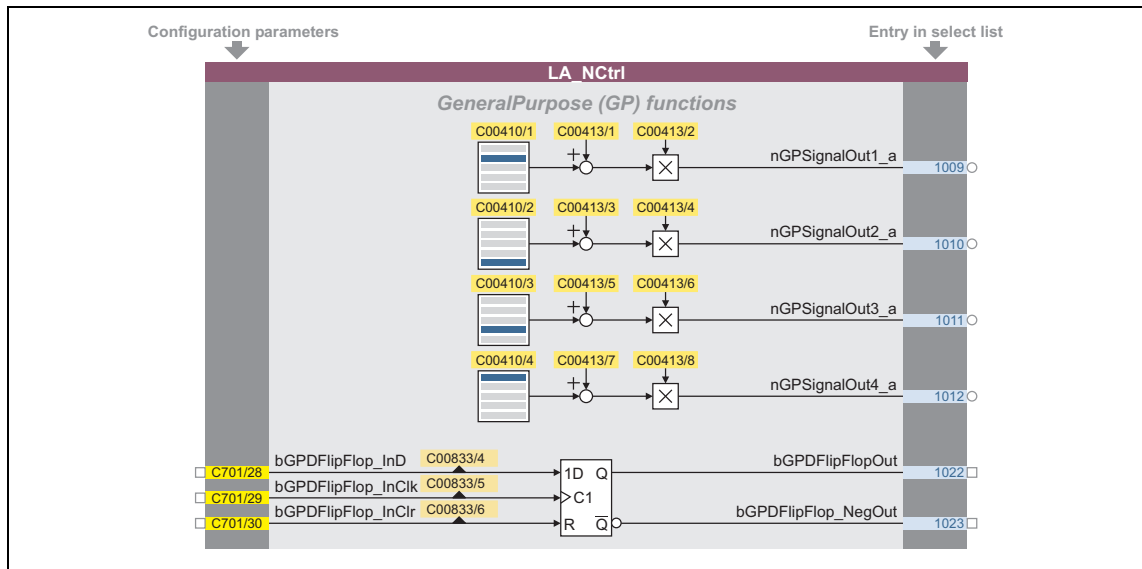 Configuration parameters
Entry in select list
LA_NCtrl
GeneralPurpose (GP) functions
C00410/1 C00413/1 C00413/2
+
×
nGPSignalOut1_a
1009
C00410/2 C00413/3 C00413/4
+
×
nGPSignalOut2_a
1010
C00410/3 C00413/5 C00413/6
+
×
nGPSignalOut3_a
1011
C00410/4 C00413/7 C00413/8
+
×
nGPSignalOut4_a
1012
bGPDFlipFlop_InD C00833/4
bGPDFlipFlopOut
C701/28
1D Q
1022
bGPDFlipFlop_InClk C00833/5
C701/29
C1
bGPDFlipFlop_InClr C00833/6
bGPDFlipFlop_NegOut
C701/30
R Q̅
1023